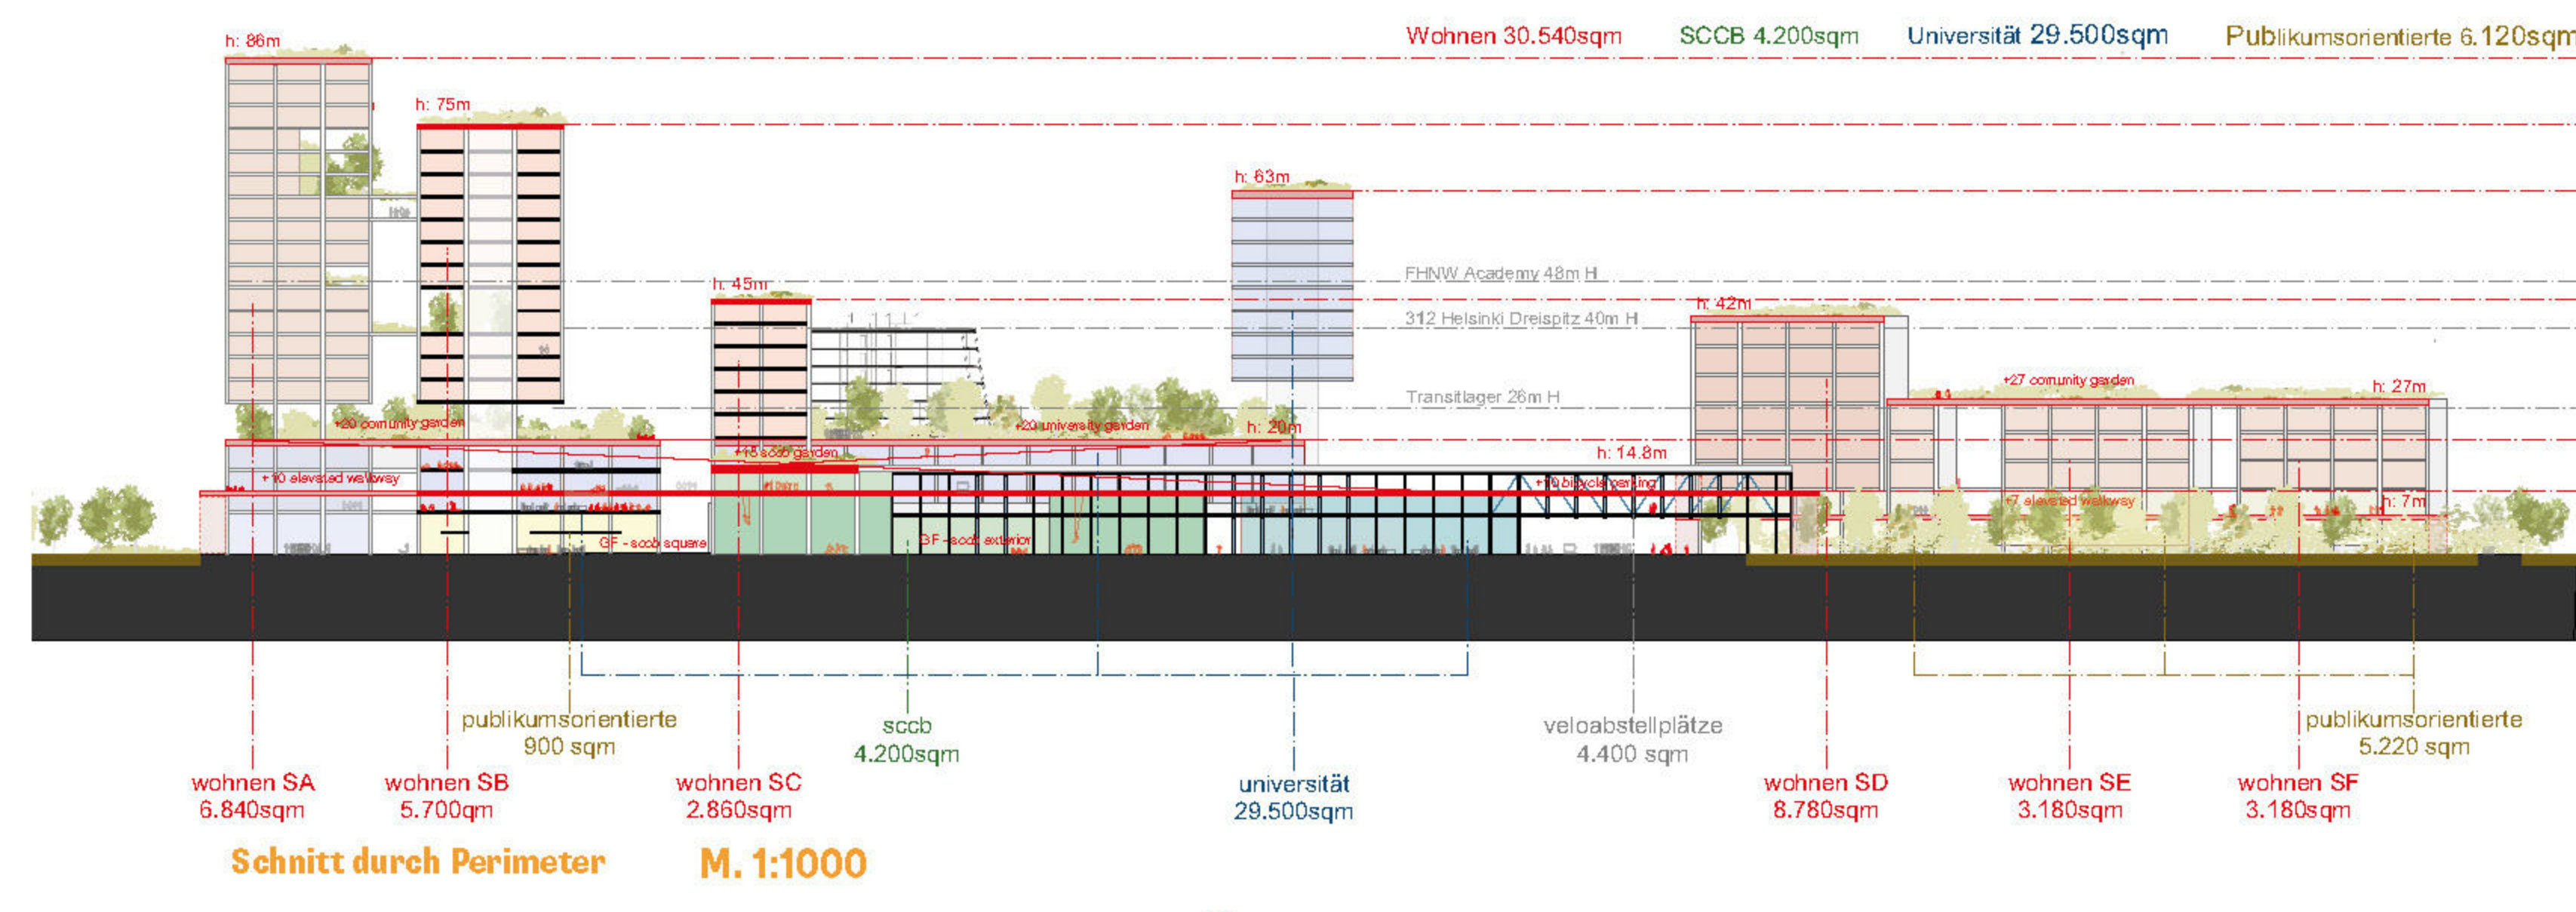 Wohnen 30.540sqm SCCB 4.200sqm Universität 29.500sqm Publikumsorientierte 6.120sqm
h: 86m
h: 75m
h: 63m
FHNW Academy 48m H
h: 45m
h: 42m
312 Helsinki Dreispitz 40m H
+27 comunity garden
h: 27m
Transitlager 26m H
+20 comunity garden
+20 university garden
h: 20m
+15 sccb garden
h: 14.8m
+10 elevated walkway
+10 bicycle parking
+7 elevated walkway
h: 7m
GF - sccb square
GF - sccb exterior
publikumsorientierte
900 sqm
sccb
4.200sqm
veloabstellplätze
4.400 sqm
publikumsorientierte
5.220 sqm
wohnen SA
6.840sqm
wohnen SB
5.700qm
wohnen SC
2.860sqm
universität
29.500sqm
wohnen SD
8.780sqm
wohnen SE
3.180sqm
wohnen SF
3.180sqm
Schnitt durch Perimeter M. 1:1000